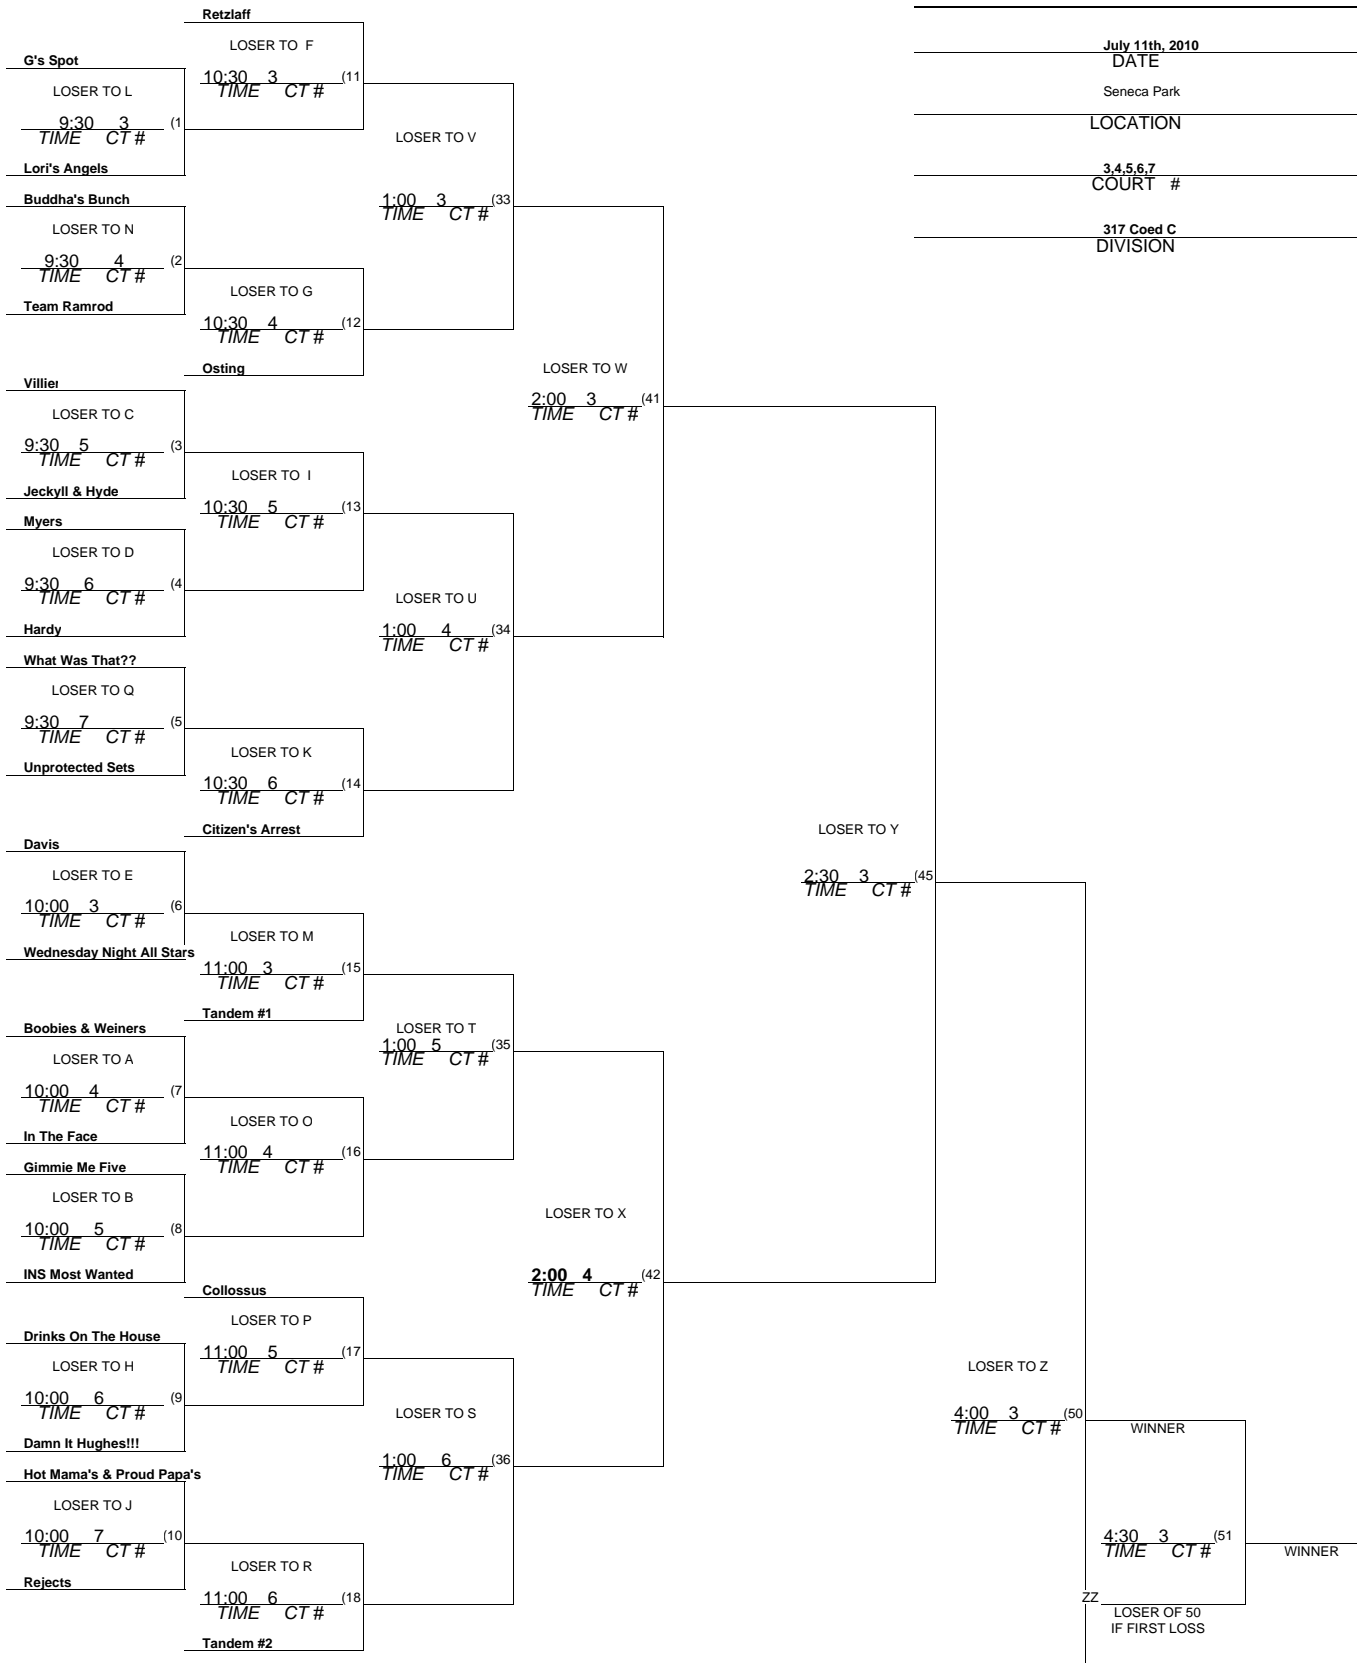 Retzlaff
LOSER TO F
10:30 3 (11
TIME CT #
July 11th, 2010
DATE
Seneca Park
LOCATION
3,4,5,6,7
COURT #
317 Coed C
DIVISION
G's Spot
LOSER TO L
9:30 3 (1
TIME CT #
Lori's Angels
LOSER TO V
1:00 3 (33
TIME CT #
Buddha's Bunch
LOSER TO N
9:30 4 (2
TIME CT #
Team Ramrod
LOSER TO G
10:30 4 (12
TIME CT #
Osting
LOSER TO W
2:00 3 (41
TIME CT #
Villier
LOSER TO C
9:30 5 (3
TIME CT #
Jeckyll & Hyde
LOSER TO I
10:30 5 (13
TIME CT #
Myers
LOSER TO D
9:30 6 (4
TIME CT #
Hardy
LOSER TO U
1:00 4 (34
TIME CT #
What Was That??
LOSER TO Q
9:30 7 (5
TIME CT #
Unprotected Sets
LOSER TO K
10:30 6 (14
TIME CT #
Citizen's Arrest
LOSER TO Y
2:30 3 (45
TIME CT #
Davis
LOSER TO E
10:00 3 (6
TIME CT #
Wednesday Night All Stars
LOSER TO M
11:00 3 (15
TIME CT #
Tandem #1
LOSER TO T
1:00 5 (35
TIME CT #
Boobies & Weiners
LOSER TO A
10:00 4 (7
TIME CT #
In The Face
LOSER TO O
11:00 4 (16
TIME CT #
Gimmie Me Five
LOSER TO B
10:00 5 (8
TIME CT #
INS Most Wanted
LOSER TO X
2:00 4 (42
TIME CT #
Collossus
LOSER TO P
11:00 5 (17
TIME CT #
Drinks On The House
LOSER TO H
10:00 6 (9
TIME CT #
Damn It Hughes!!!
LOSER TO S
1:00 6 (36
TIME CT #
LOSER TO Z
4:00 3 (50
TIME CT #
WINNER
Hot Mama's & Proud Papa's
LOSER TO J
10:00 7 (10
TIME CT #
Rejects
LOSER TO R
11:00 6 (18
TIME CT #
Tandem #2
4:30 3 (51
TIME CT #
WINNER
ZZ
LOSER OF 50
IF FIRST LOSS